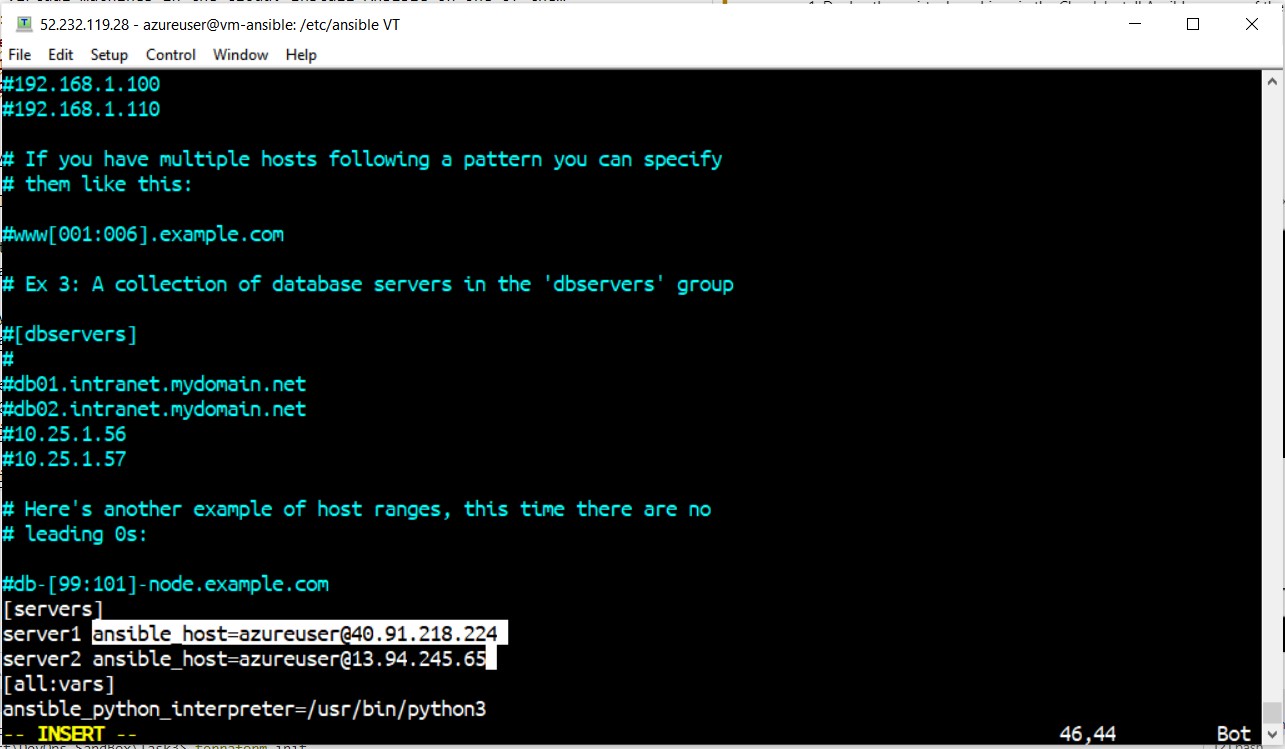 52.232.119.28 - azureuser@vm-ansible: /etc/ansible VT
File Edit Setup Control Window Help
#192.168.1.100
#192.168.1.110
# If you have multiple hosts following a pattern you can specify
# them like this:
#www[001:006].example.com
# Ex 3: A collection of database servers in the 'dbservers' group
#[dbservers]
#
#db01.intranet.mydomain.net
#db02.intranet.mydomain.net
#10.25.1.56
#10.25.1.57
# Here's another example of host ranges, this time there are no
# leading 0s:
#db-[99:101]-node.example.com
[servers]
server1 ansible_host=azureuser@40.91.218.224
server2 ansible_host=azureuser@13.94.245.65
[all:vars]
ansible_python_interpreter=/usr/bin/python3
-- INSERT -- 46,44 Bot